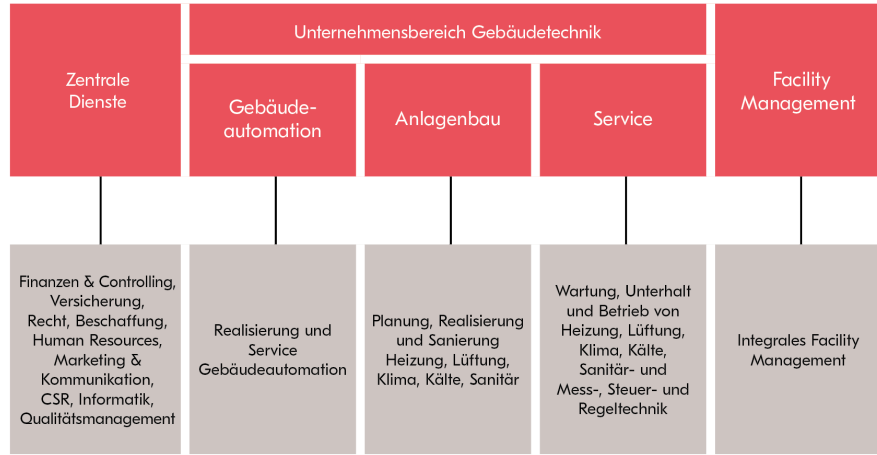 Unternehmensbereich Gebäudetechnik
Zentrale
Dienste
Gebäude-
automation
Anlagenbau
Service
Facility
Management
Finanzen & Controlling,
Versicherung,
Recht, Beschaffung,
Human Resources,
Marketing &
Kommunikation,
CSR, Informatik,
Qualitätsmanagement
Realisierung und
Service
Gebäudeautomation
Planung, Realisierung
und Sanierung
Heizung, Lüftung,
Klima, Kälte, Sanitär
Wartung, Unterhalt
und Betrieb von
Heizung, Lüftung,
Klima, Kälte,
Sanitär- und
Mess-, Steuer- und
Regeltechnik
Integrales Facility
Management